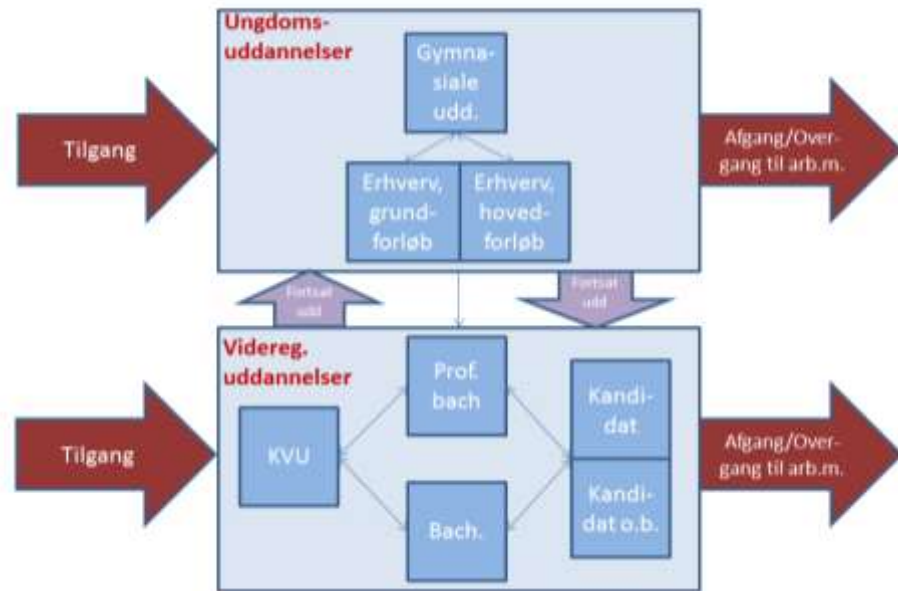 Ungdoms-
uddannelser
Gymna-
siale
udd.
Tilgang
Afgang/Over-
gang til arb.m.
Erhverv,
grund-
forløb
Erhverv,
hoved-
forløb
Fortsat
udd
Fortsat
udd
Videreg.
uddannelser
Prof.
bach
Kandi-
dat
Tilgang
KVU
Afgang/Over-
gang til arb.m.
Bach.
Kandi-
dat o.b.